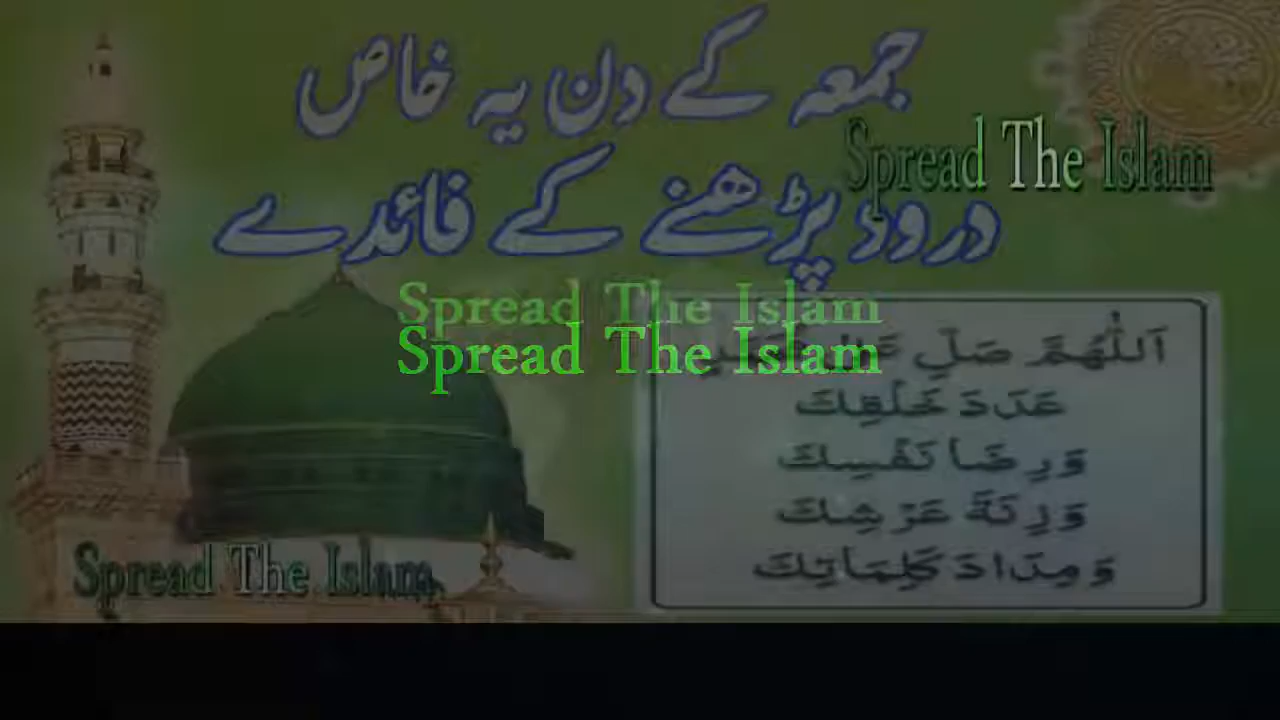 جمعہ کے دن یہ خاص
Spread The Islam
درود پڑھنے کے فائدے
Spread The Islam
Spread The Islam
اَللّٰهُمَّ صَلِّ
عَدَدَ خَلْقِكَ
وَرِضَا نَفْسِكَ
وَزِنَةَ عَرْشِكَ
وَمِدَادَ كَلِمَاتِكَ
Spread The Islam